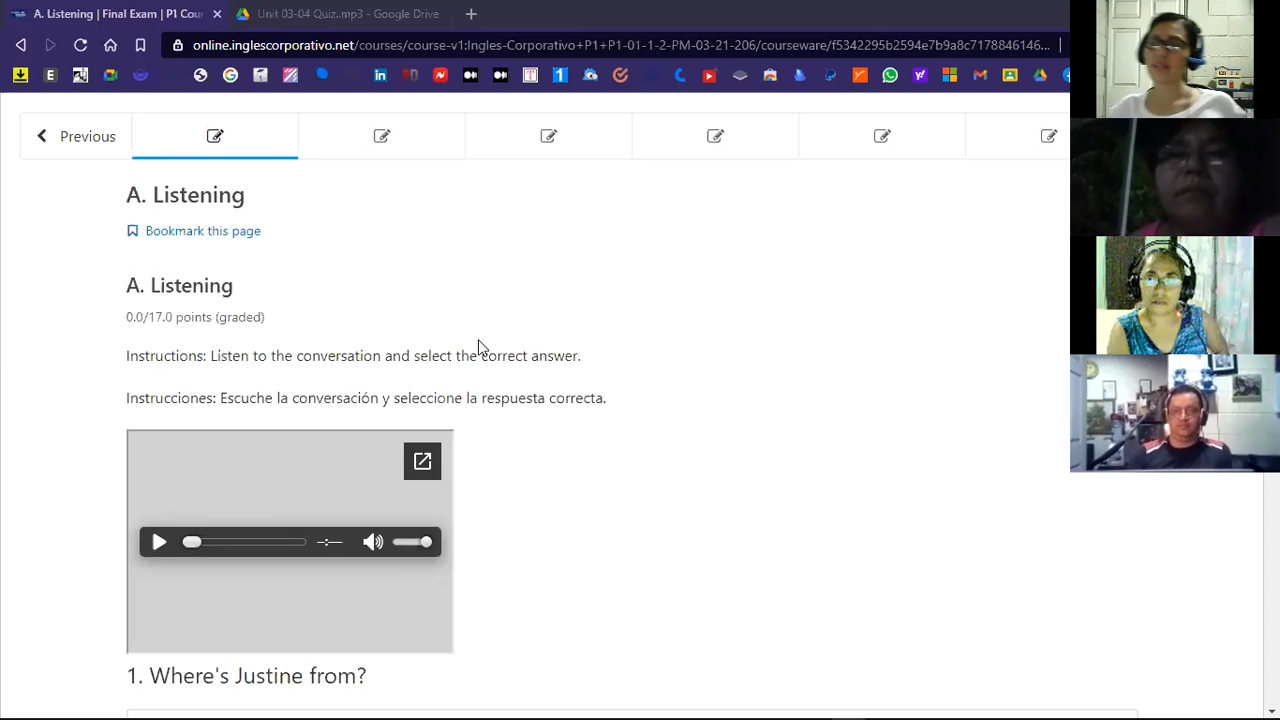 A. Listening | Final Exam | P1 Cou
Unit 03-04 Quiz..mp3 - Google Drive
online.inglescorporativo.net/courses/course-v1:Ingles-Corporativo+P1+P1-01-1-2-PM-03-21-206/courseware/f5342295b2594e7b9a8c7178846146...
Previous
A. Listening
Bookmark this page
A. Listening
0.0/17.0 points (graded)
Instructions: Listen to the conversation and select the correct answer.
Instrucciones: Escuche la conversación y seleccione la respuesta correcta.
-:--
1. Where's Justine from?